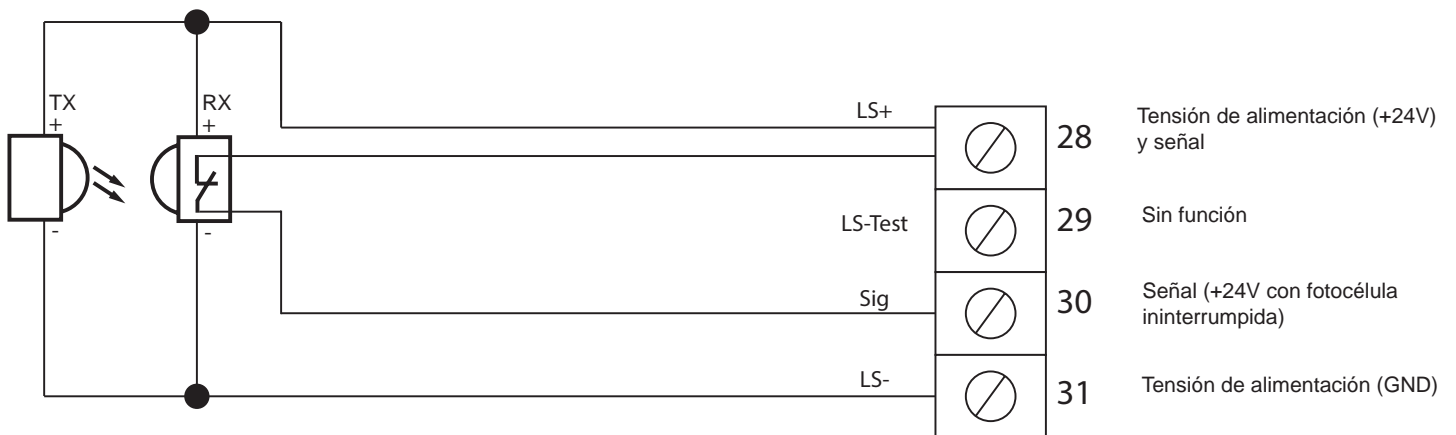 TX
+
-
RX
+
-
LS+
28
Tensión de alimentación (+24V)
y señal
LS-Test
29
Sin función
Sig
30
Señal (+24V con fotocélula
ininterrumpida)
LS-
31
Tensión de alimentación (GND)